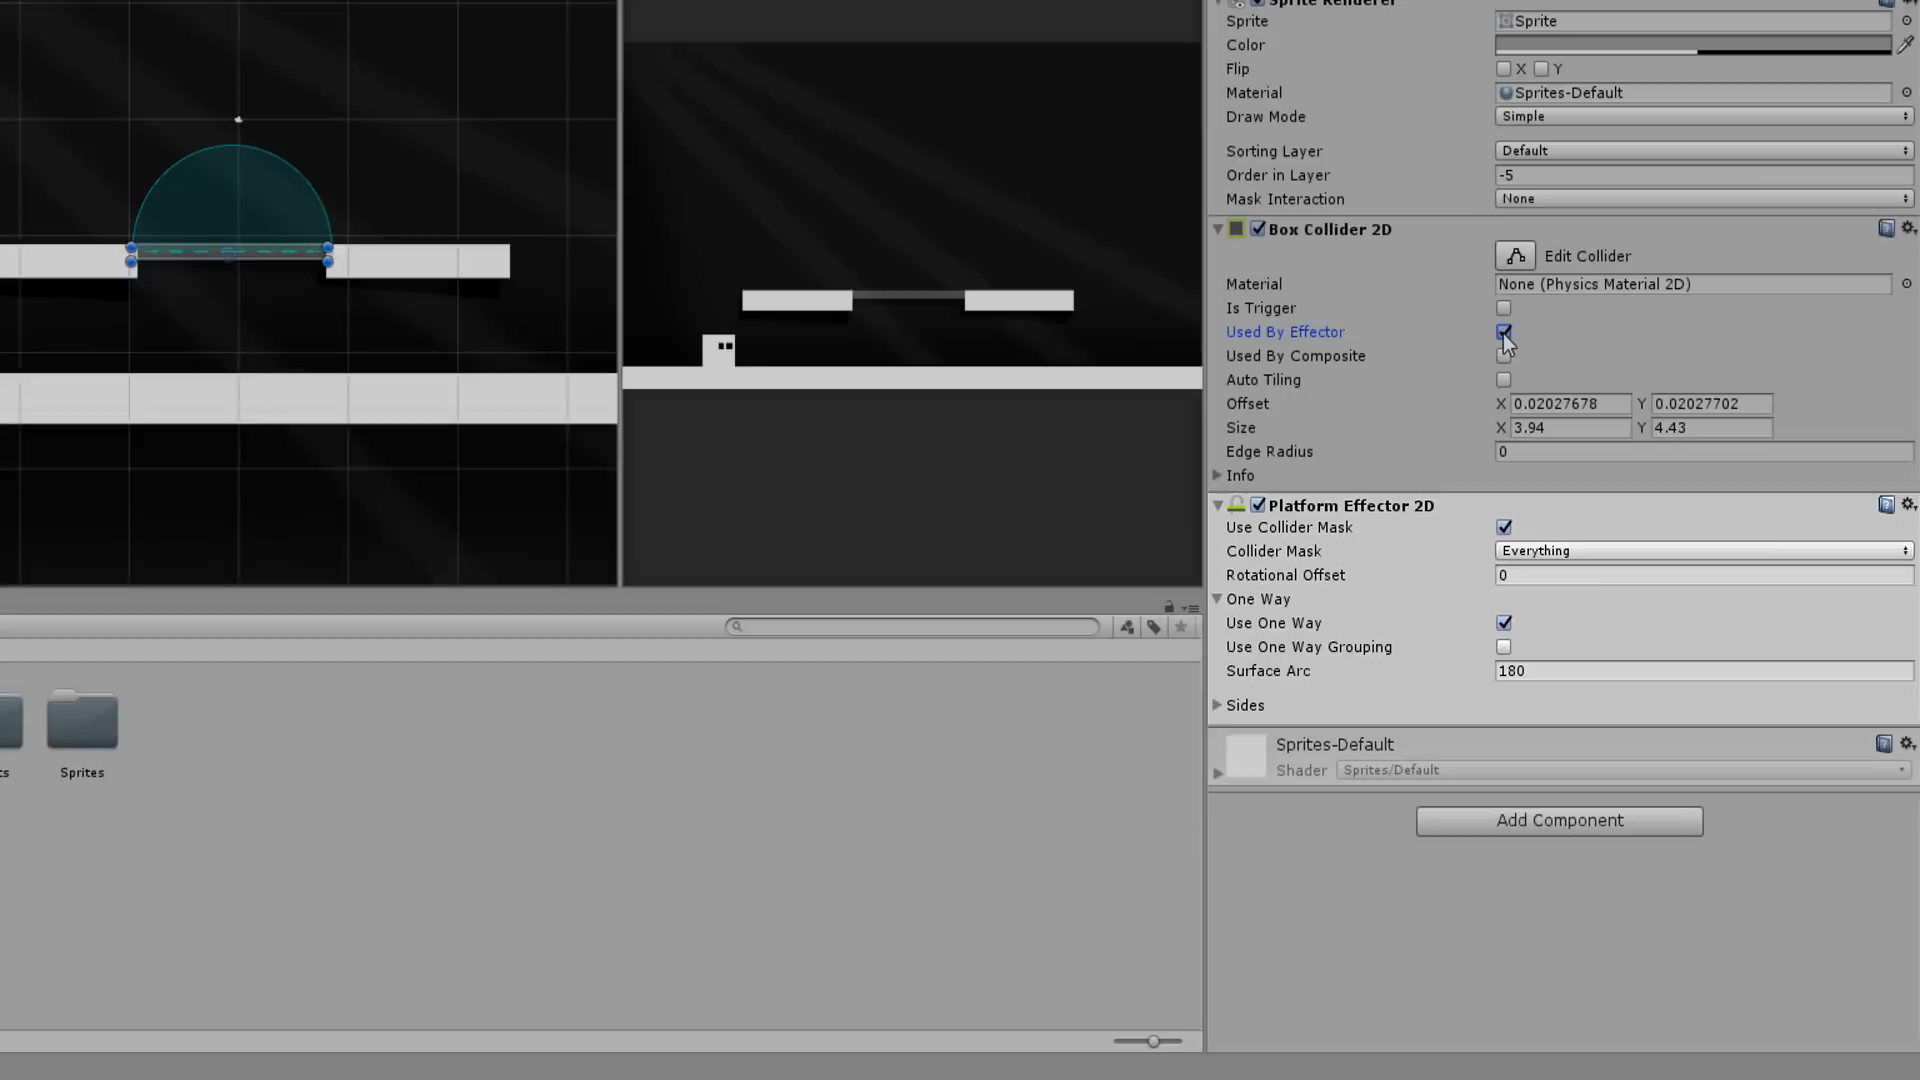 Sprite Renderer
Sprite Sprite
Color
Flip X Y
Material Sprites-Default
Draw Mode Simple
Sorting Layer Default
Order in Layer -5
Mask Interaction None
Box Collider 2D
Edit Collider
Material None (Physics Material 2D)
Is Trigger
Used By Effector
Used By Composite
Auto Tiling
Offset X 0.02027678 Y 0.02027702
Size X 3.94 Y 4.43
Edge Radius 0
Info
Platform Effector 2D
Use Collider Mask
Collider Mask Everything
Rotational Offset 0
One Way
Use One Way
Use One Way Grouping
Surface Arc 180
Sides
Sprites-Default
Shader Sprites/Default
Add Component
ts
Sprites